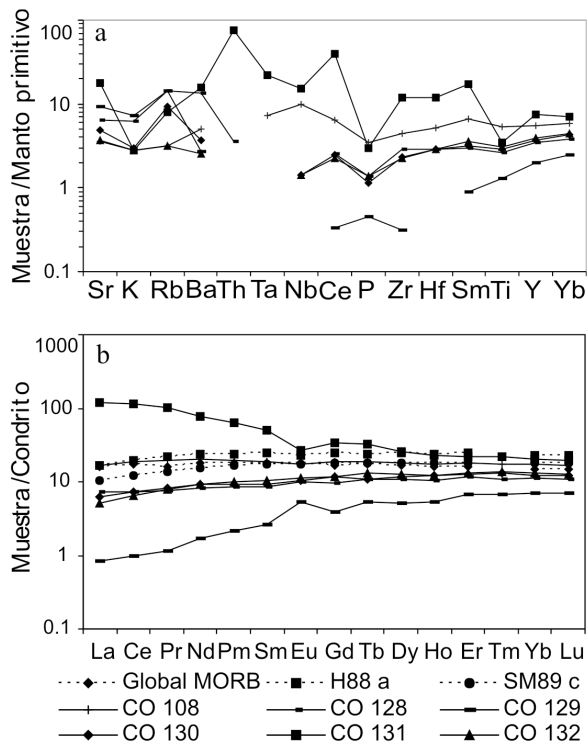 a
Muestra/Manto primitivo
100
10
1
0.1
Sr K Rb Ba Th Ta Nb Ce P Zr Hf Sm Ti Y Yb
b
Muestra/Condrito
1000
100
10
1
0.1
La Ce Pr Nd Pm Sm Eu Gd Tb Dy Ho Er Tm Yb Lu
Global MORB H88 a SM89 c
CO 108 CO 128 CO 129
CO 130 CO 131 CO 132